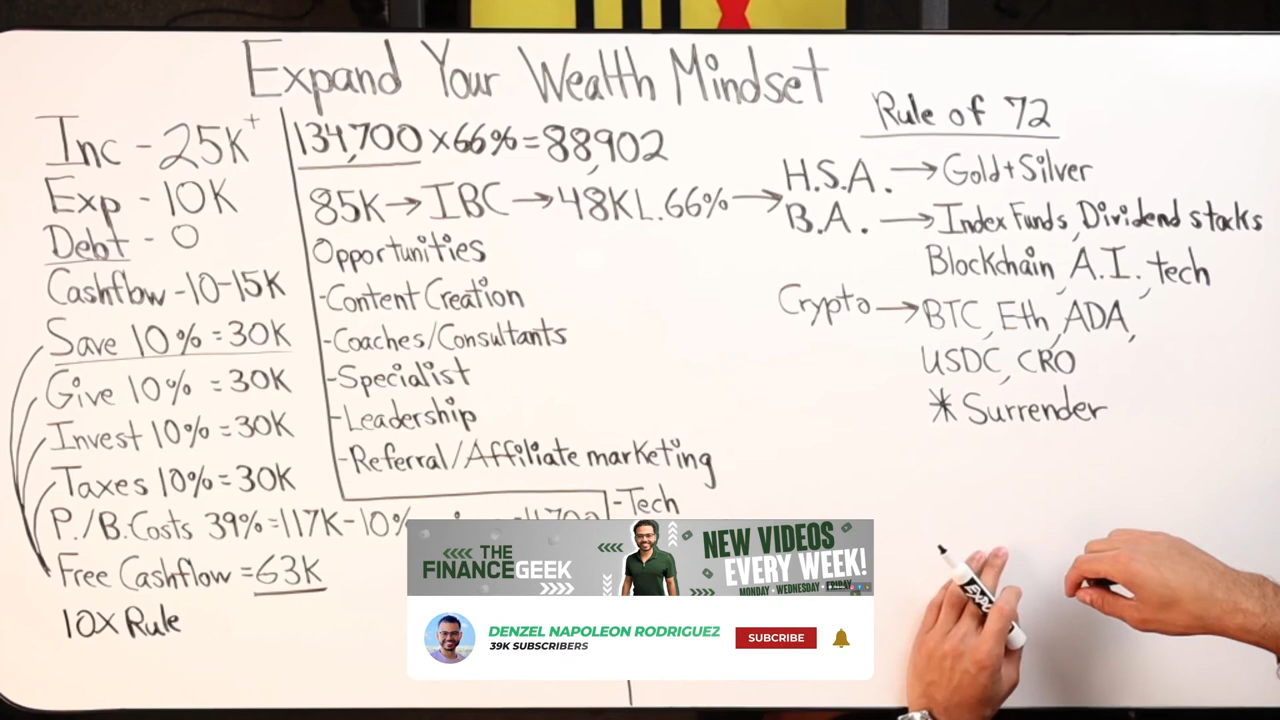 Expand Your Wealth Mindset
Inc - 25K+
Exp - 10K
Debt - 0
Cashflow - 10-15K
Save 10% = 30K
Give 10% = 30K
Invest 10% = 30K
Taxes 10% = 30K
P./B. Costs 39% = 117K - 10%
Free Cashflow = 63K
10X Rule
134,700 x 66% = 88,902
85K → IBC → 48K L. 66% →
Opportunities
- Content Creation
- Coaches/Consultants
- Specialist
- Leadership
- Referral/Affiliate marketing
- Tech
Rule of 72
H.S.A. → Gold + Silver
B.A. → Index Funds, Dividend stocks
Blockchain, A.I., tech
Crypto → BTC, Eth, ADA,
USDC, CRO
* Surrender
THE
FINANCEGEEK
NEW VIDEOS
EVERY WEEK!
MONDAY • WEDNESDAY • FRIDAY
DENZEL NAPOLEON RODRIGUEZ
39K SUBSCRIBERS
SUBSCRIBE
EXPO